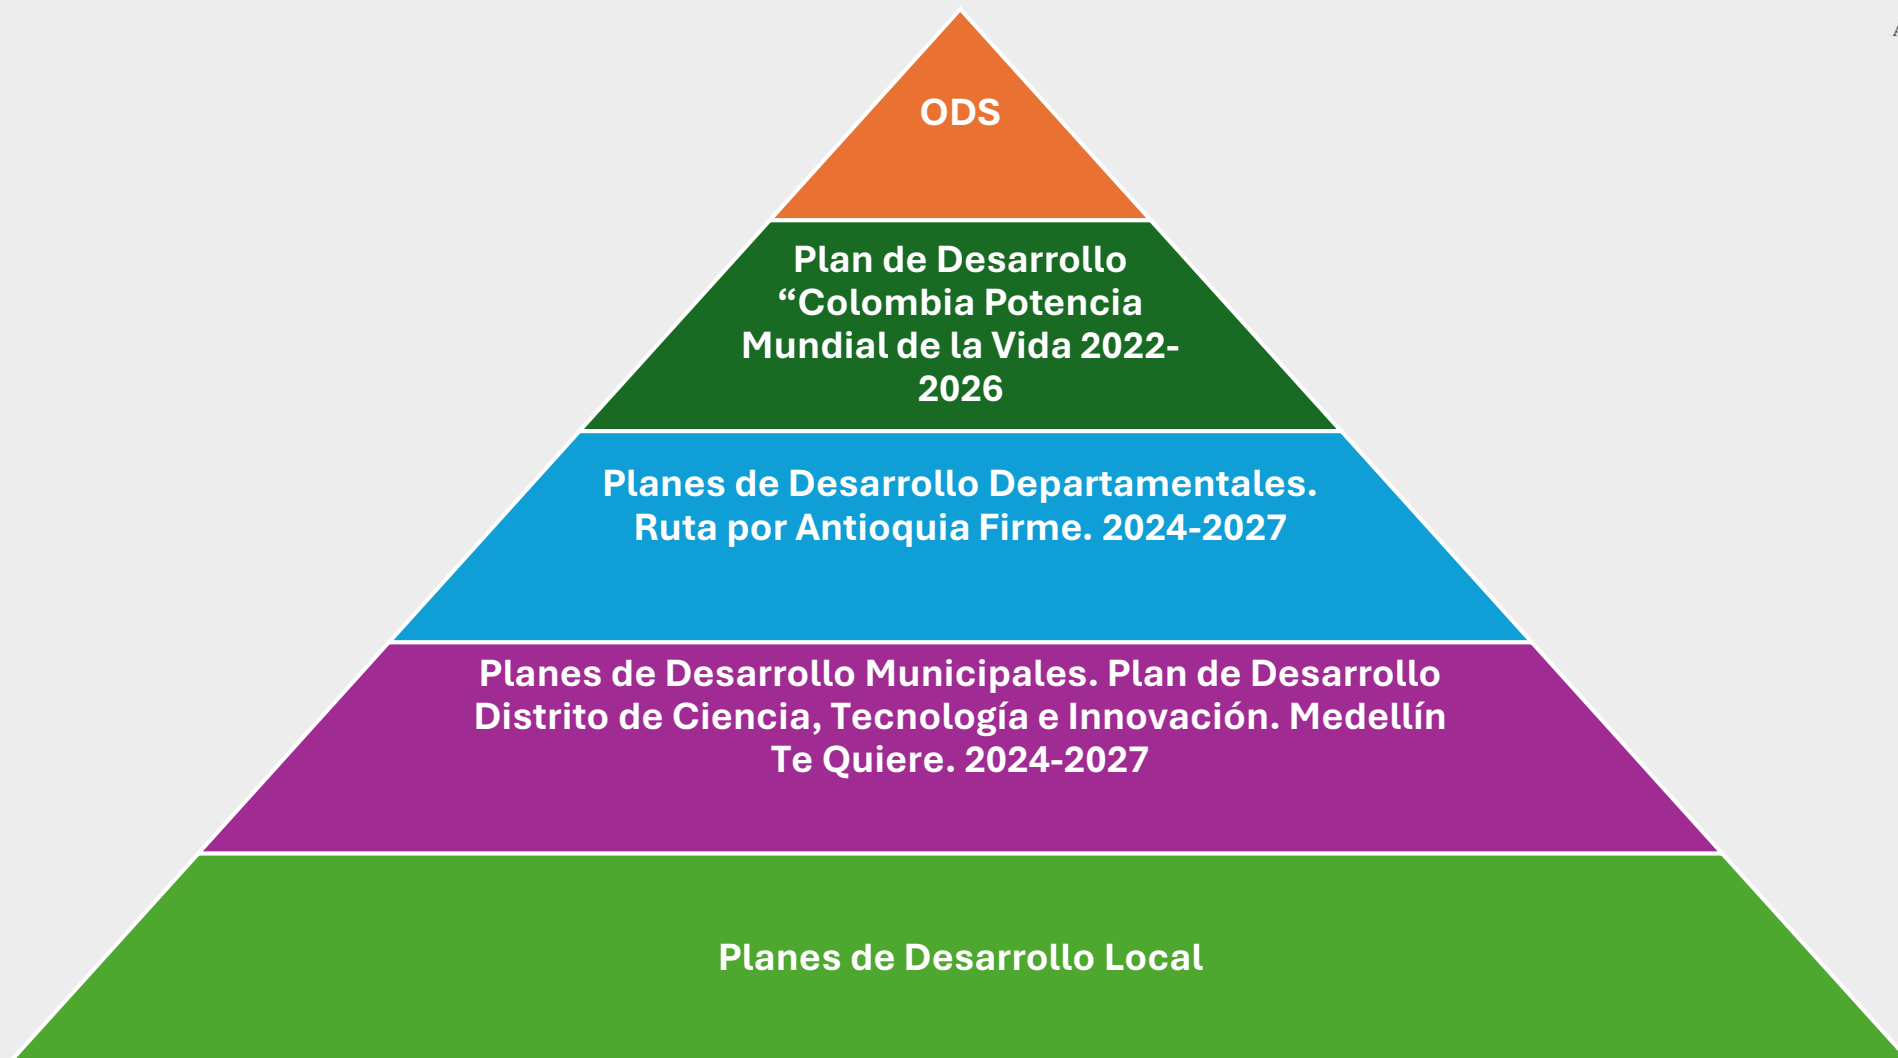 ODS
Plan de Desarrollo
“Colombia Potencia
Mundial de la Vida 2022-
2026
Planes de Desarrollo Departamentales.
Ruta por Antioquia Firme. 2024-2027
Planes de Desarrollo Municipales. Plan de Desarrollo
Distrito de Ciencia, Tecnología e Innovación. Medellín
Te Quiere. 2024-2027
Planes de Desarrollo Local